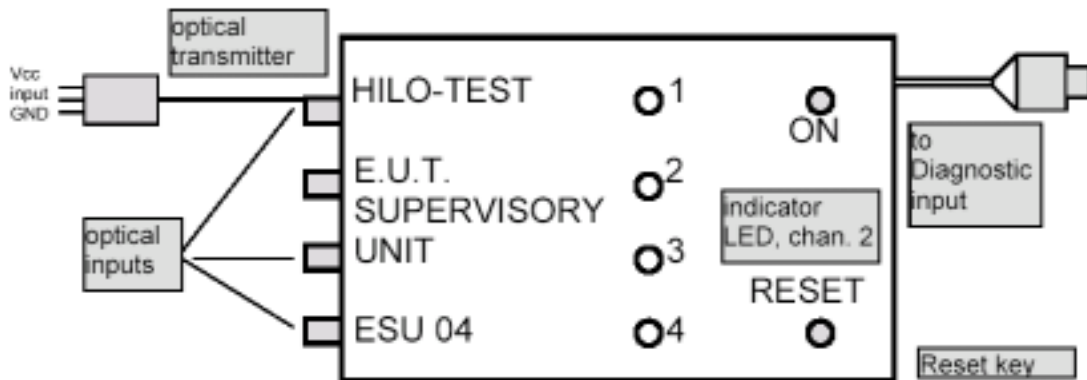 optical
transmitter
Vcc
input
GND
HILO-TEST
1
ON
to
Diagnostic
input
E.U.T.
SUPERVISORY
UNIT
2
indicator
LED, chan. 2
optical
inputs
3
RESET
ESU 04
4
Reset key